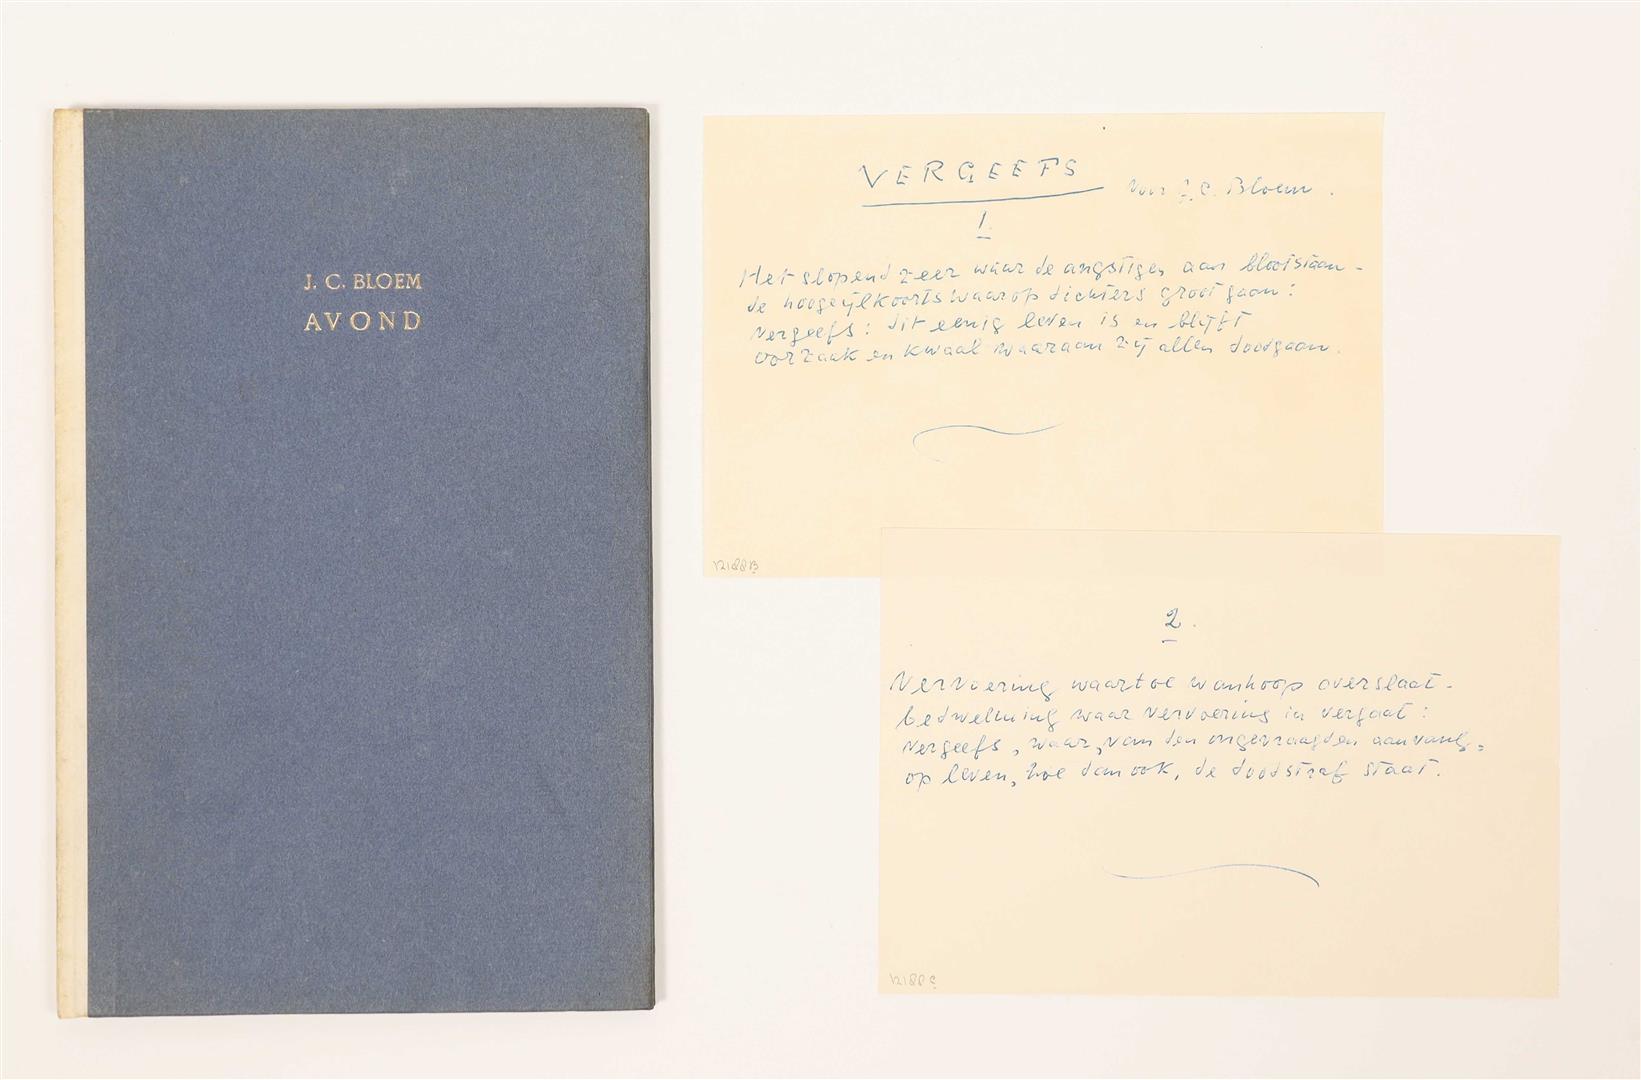 J. C. BLOEM
AVOND
VERGEEFS
voor J.C. Bloem.
1.
Het slopend zeer waar de angstigen aan blootstaan –
de hooge ijlkoorts waarop dichters groot gaan:
vergeefs: dit eenig leven is en blijft
oorzaak en kwaal waaraan zij allen doodgaan.
12188B
2.
Vervoering waartoe wanhoop overslaat –
bedwelming waar vervoering in vergaat:
vergeefs, waar, van den ongevraagden aanvang,
op leven, hoe dan ook, de doodstraf staat.
12188C